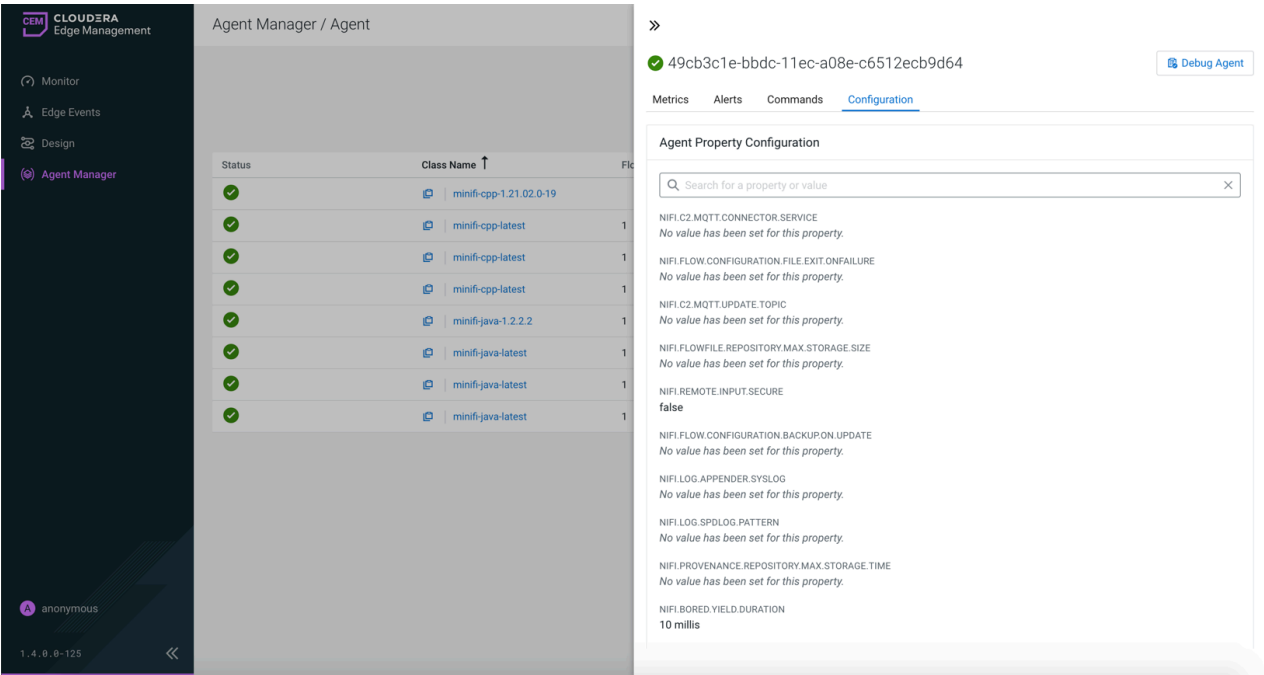 CEM
CLOUDERA
Edge Management
Monitor
Edge Events
Design
Agent Manager
A anonymous
1.4.0.0-125
Agent Manager / Agent
Status Class Name Flo
minifi-cpp-1.21.02.0-19
minifi-cpp-latest 1
minifi-cpp-latest 1
minifi-cpp-latest 1
minifi-java-1.2.2.2 1
minifi-java-latest 1
minifi-java-latest 1
minifi-java-latest 1
49cb3c1e-bbdc-11ec-a08e-c6512ecb9d64
Debug Agent
Metrics Alerts Commands Configuration
Agent Property Configuration
Search for a property or value
NIFI.C2.MQTT.CONNECTOR.SERVICE
No value has been set for this property.
NIFI.FLOW.CONFIGURATION.FILE.EXIT.ONFAILURE
No value has been set for this property.
NIFI.C2.MQTT.UPDATE.TOPIC
No value has been set for this property.
NIFI.FLOWFILE.REPOSITORY.MAX.STORAGE.SIZE
No value has been set for this property.
NIFI.REMOTE.INPUT.SECURE
false
NIFI.FLOW.CONFIGURATION.BACKUP.ON.UPDATE
No value has been set for this property.
NIFI.LOG.APPENDER.SYSLOG
No value has been set for this property.
NIFI.LOG.SPDLOG.PATTERN
No value has been set for this property.
NIFI.PROVENANCE.REPOSITORY.MAX.STORAGE.TIME
No value has been set for this property.
NIFI.BORED.YIELD.DURATION
10 millis